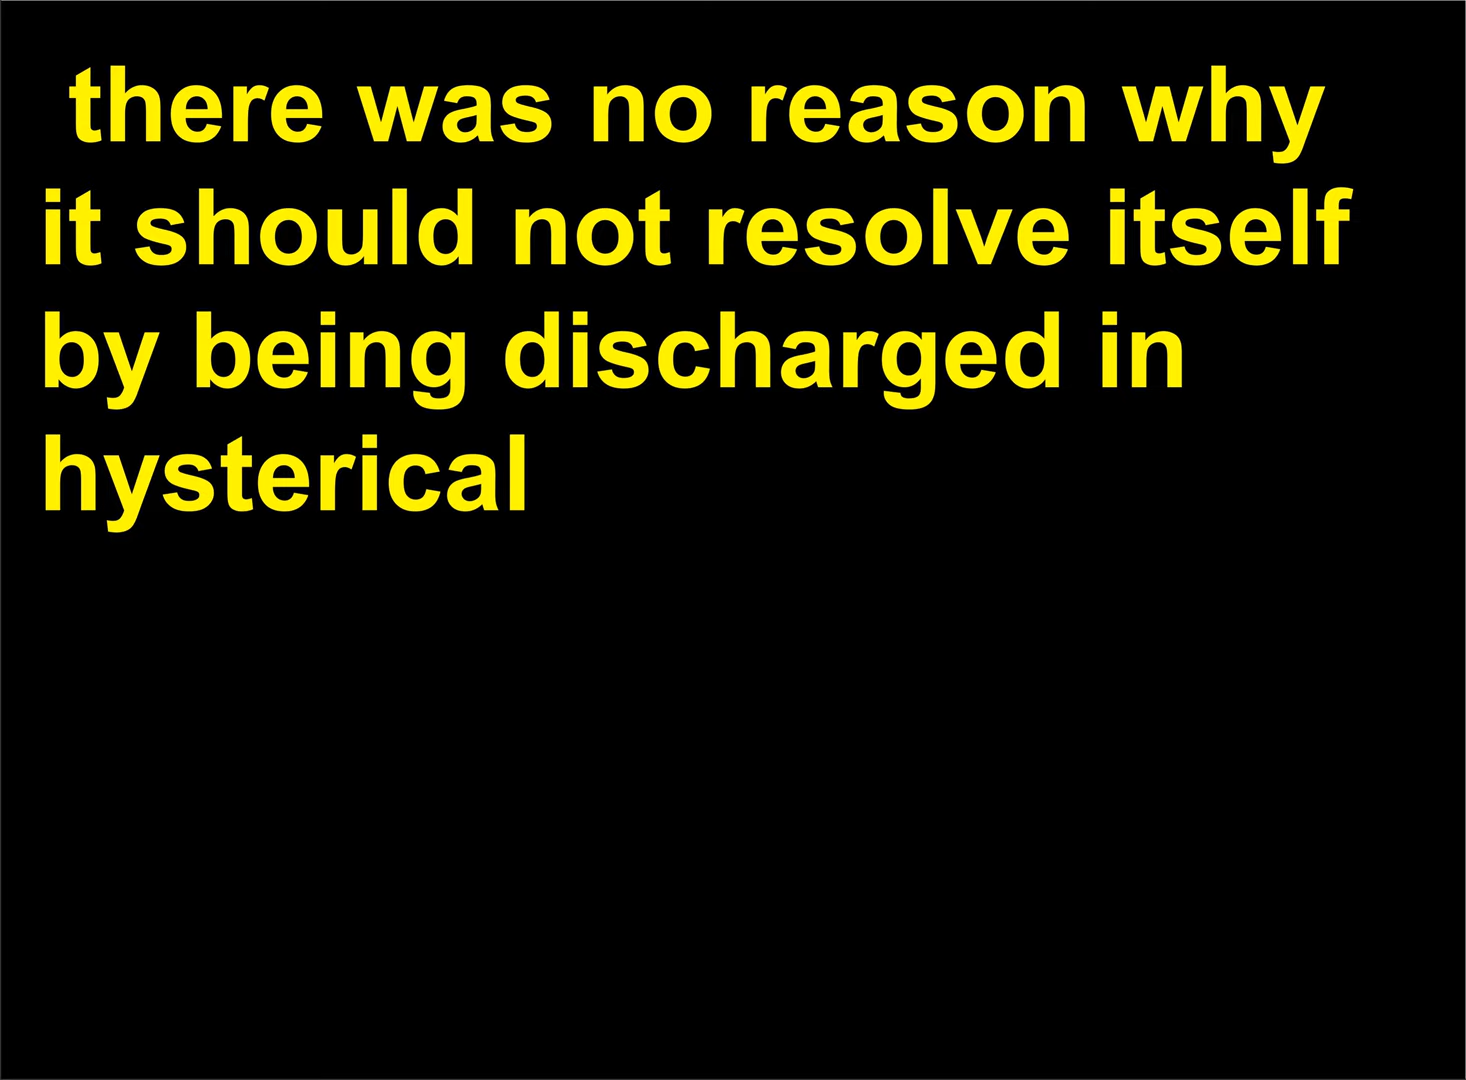 there was no reason why
it should not resolve itself
by being discharged in
hysterical